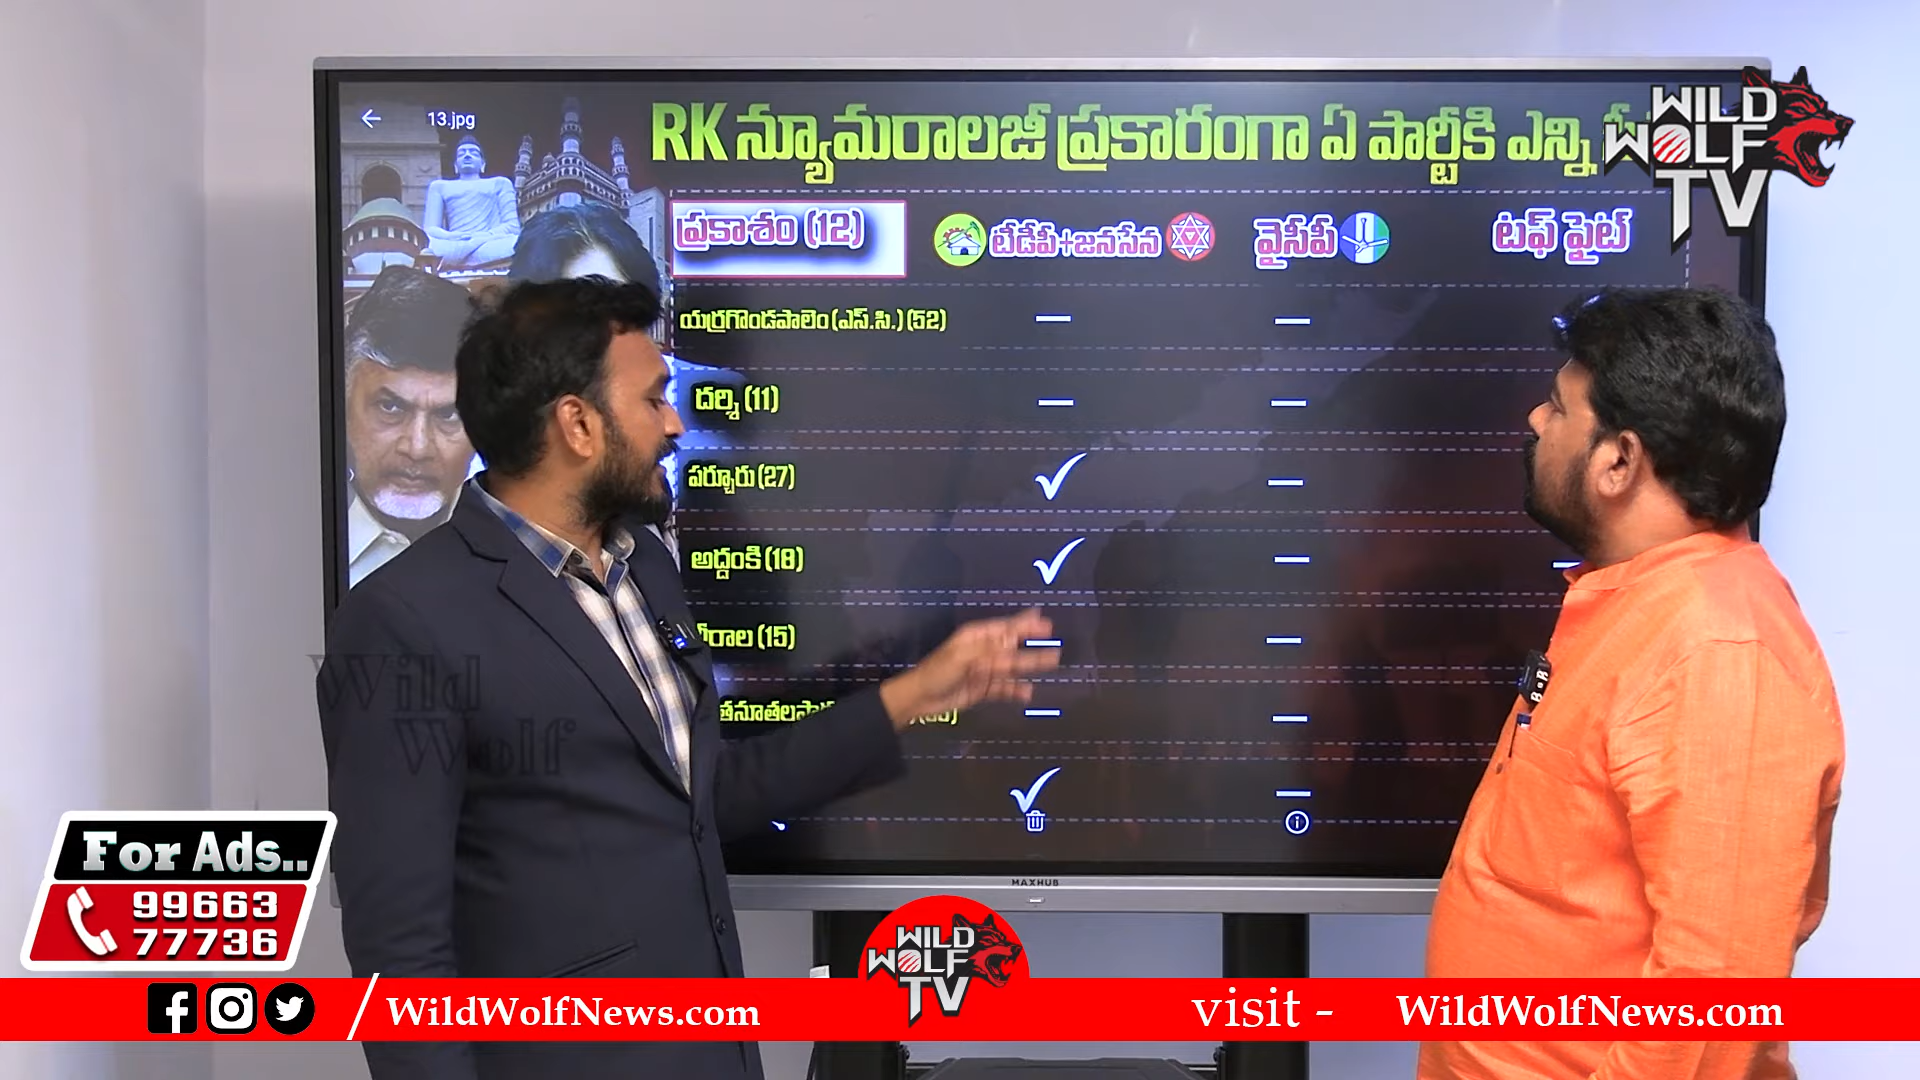 13.jpg
RK న్యూమరాలజీ ప్రకారంగా ఏ పార్టీకి ఎన్ని
WILD
WOLF
TV
ప్రకాశం (12)
టీడీపీ+జనసేన
వైసీపీ
టఫ్ ఫైట్
యర్రగొండపాలెం (ఎస్.సి.) (52)
దర్శి (11)
పర్చూరు (27)
అద్దంకి (18)
రాల (15)
Wild
Wolf
MAXHUB
For Ads..
99663
77736
WILD
WOLF
TV
WildWolfNews.com
visit - WildWolfNews.com